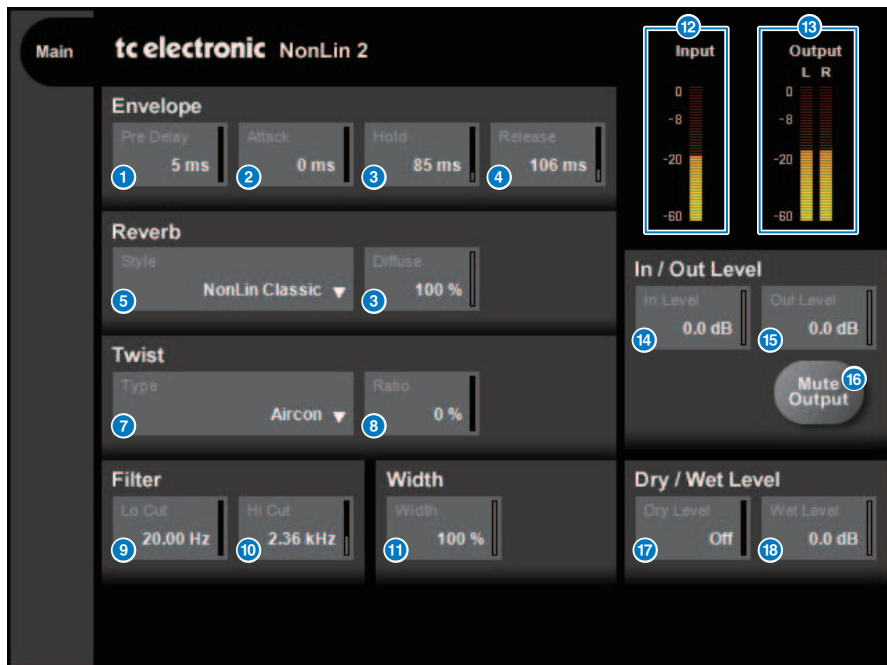 Main
tc electronic NonLin 2
Envelope
Pre Delay Attack Hold Release
5 ms 0 ms 85 ms 106 ms
1 2 3 4
Reverb
Style Diffuse
NonLin Classic 100 %
5 3
Twist
Type Ratio
Aircon 0 %
7 8
Filter
Lo Cut Hi Cut
20.00 Hz 2.36 kHz
9 10
Width
Width
100 %
11
12 13
Input Output
L R
0 0
-8 -8
-20 -20
-60 -60
In / Out Level
In Level Out Level
0.0 dB 0.0 dB
14 15
Mute 16
Output
Dry / Wet Level
Dry Level Wet Level
Off 0.0 dB
17 18